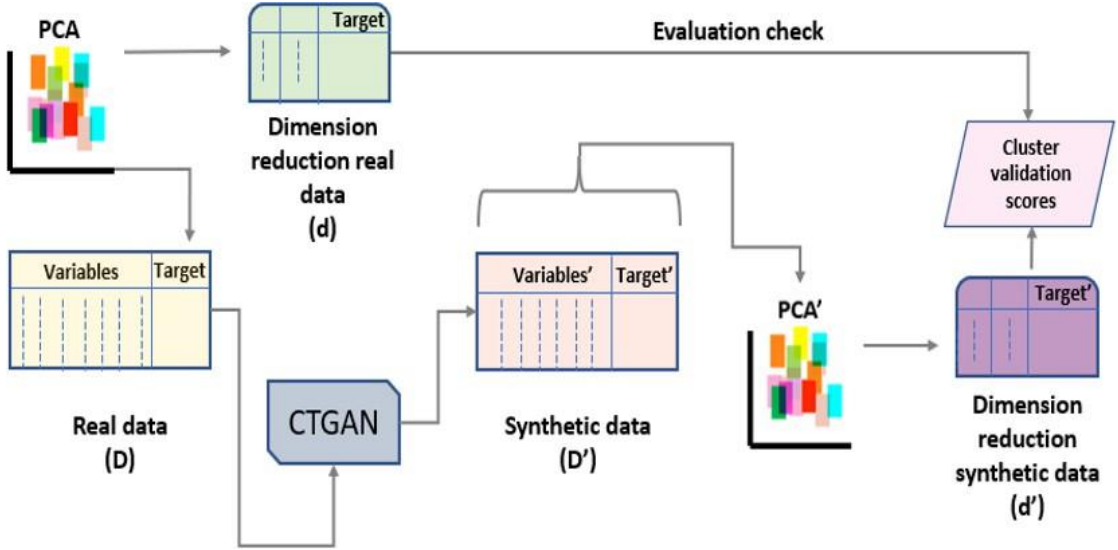 PCA
Target
Evaluation check
Dimension
reduction real
data
(d)
Cluster
validation
scores
Variables Target
Real data
(D)
CTGAN
Variables’ Target’
Synthetic data
(D’)
PCA’
Target’
Dimension
reduction
synthetic data
(d’)